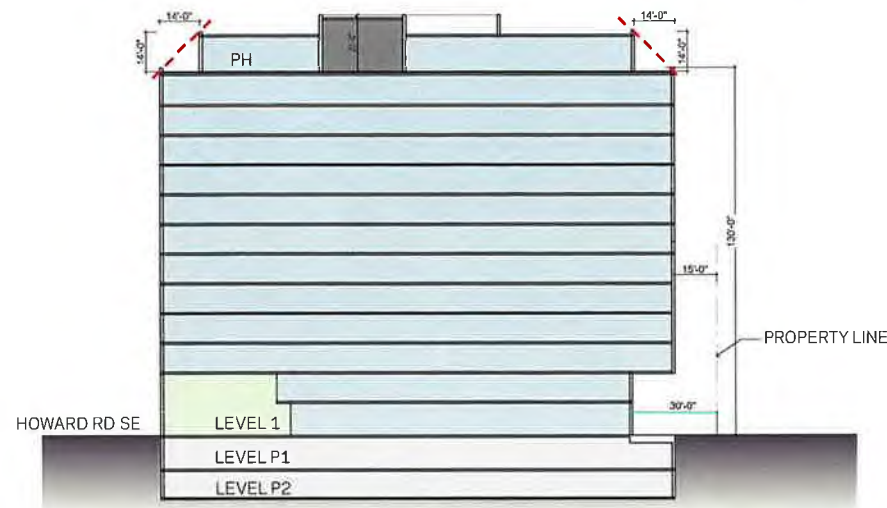 14'-0"
14'-0"
14'-0"
PH
14'-0"
130'-0"
15'-0"
PROPERTY LINE
30'-0"
HOWARD RD SE
LEVEL 1
LEVEL P1
LEVEL P2